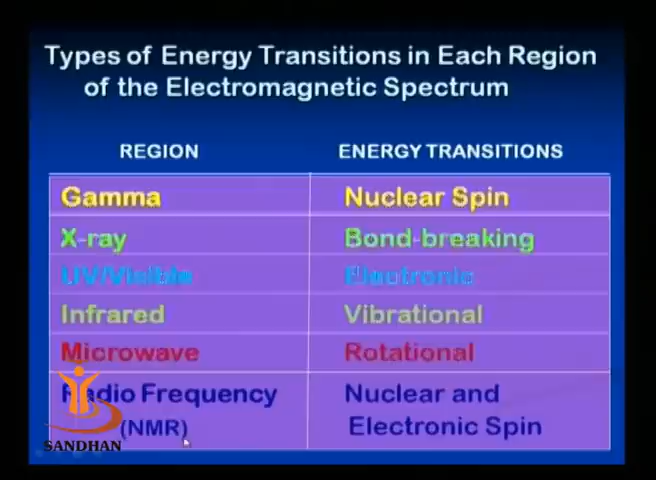 Types of Energy Transitions in Each Region
of the Electromagnetic Spectrum
REGION ENERGY TRANSITIONS
Gamma Nuclear Spin
X-ray Bond-breaking
UV/Visible Electronic
Infrared Vibrational
Microwave Rotational
Radio Frequency Nuclear and
(NMR) Electronic Spin
SANDHAN